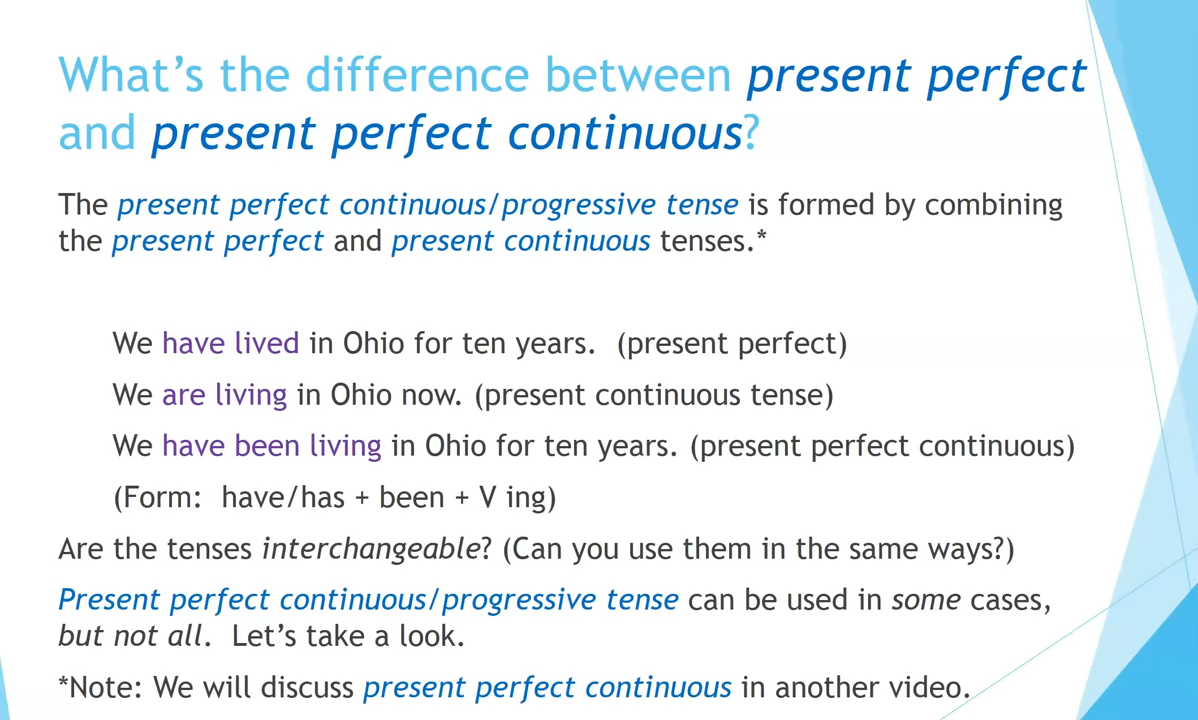 What’s the difference between present perfect
and present perfect continuous?
The present perfect continuous/progressive tense is formed by combining
the present perfect and present continuous tenses.*
We have lived in Ohio for ten years.  (present perfect)
We are living in Ohio now. (present continuous tense)
We have been living in Ohio for ten years. (present perfect continuous)
(Form:  have/has + been + V ing)
Are the tenses interchangeable? (Can you use them in the same ways?)
Present perfect continuous/progressive tense can be used in some cases,
but not all.  Let’s take a look.
*Note: We will discuss present perfect continuous in another video.